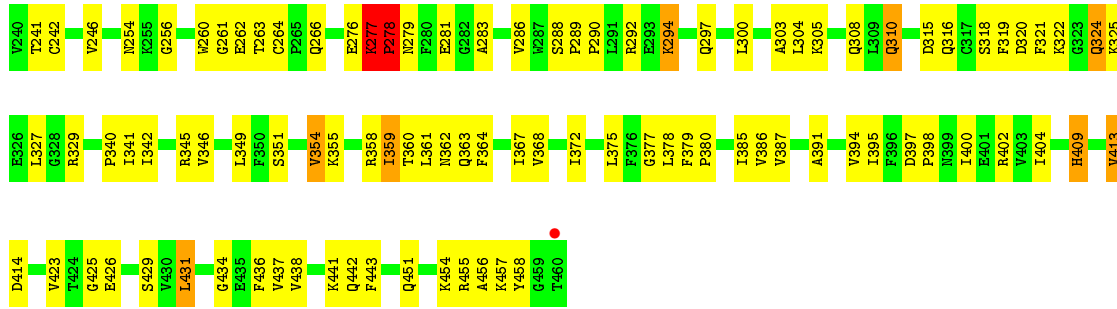 V240 T241 C242 V246 N254 K255 G256 W260 G261 E262 T263 C264 P265 Q266 E276 K277 P278 N279 F280 E281 G282 A283 V286 W287 S288 P289 P290 L291 R292 E293 K294 Q297 L300 A303 L304 K305 Q308 L309 Q310 D315 Q316 C317 S318 F319 D320 F321 K322 G323 Q324 K325
E326 L327 G328 R329 P340 I341 I342 R345 V346 L349 F350 S351 V354 K355 R358 I359 T360 L361 N362 Q363 F364 I367 V368 I372 L375 F376 G377 L378 F379 P380 I385 V386 V387 A391 V394 I395 F396 D397 P398 N399 I400 E401 R402 V403 I404 H409 V413
D414 V423 T424 G425 E426 S429 V430 L431 G434 E435 F436 V437 V438 K441 Q442 F443 Q451 K454 R455 A456 K457 Y458 G459 T460